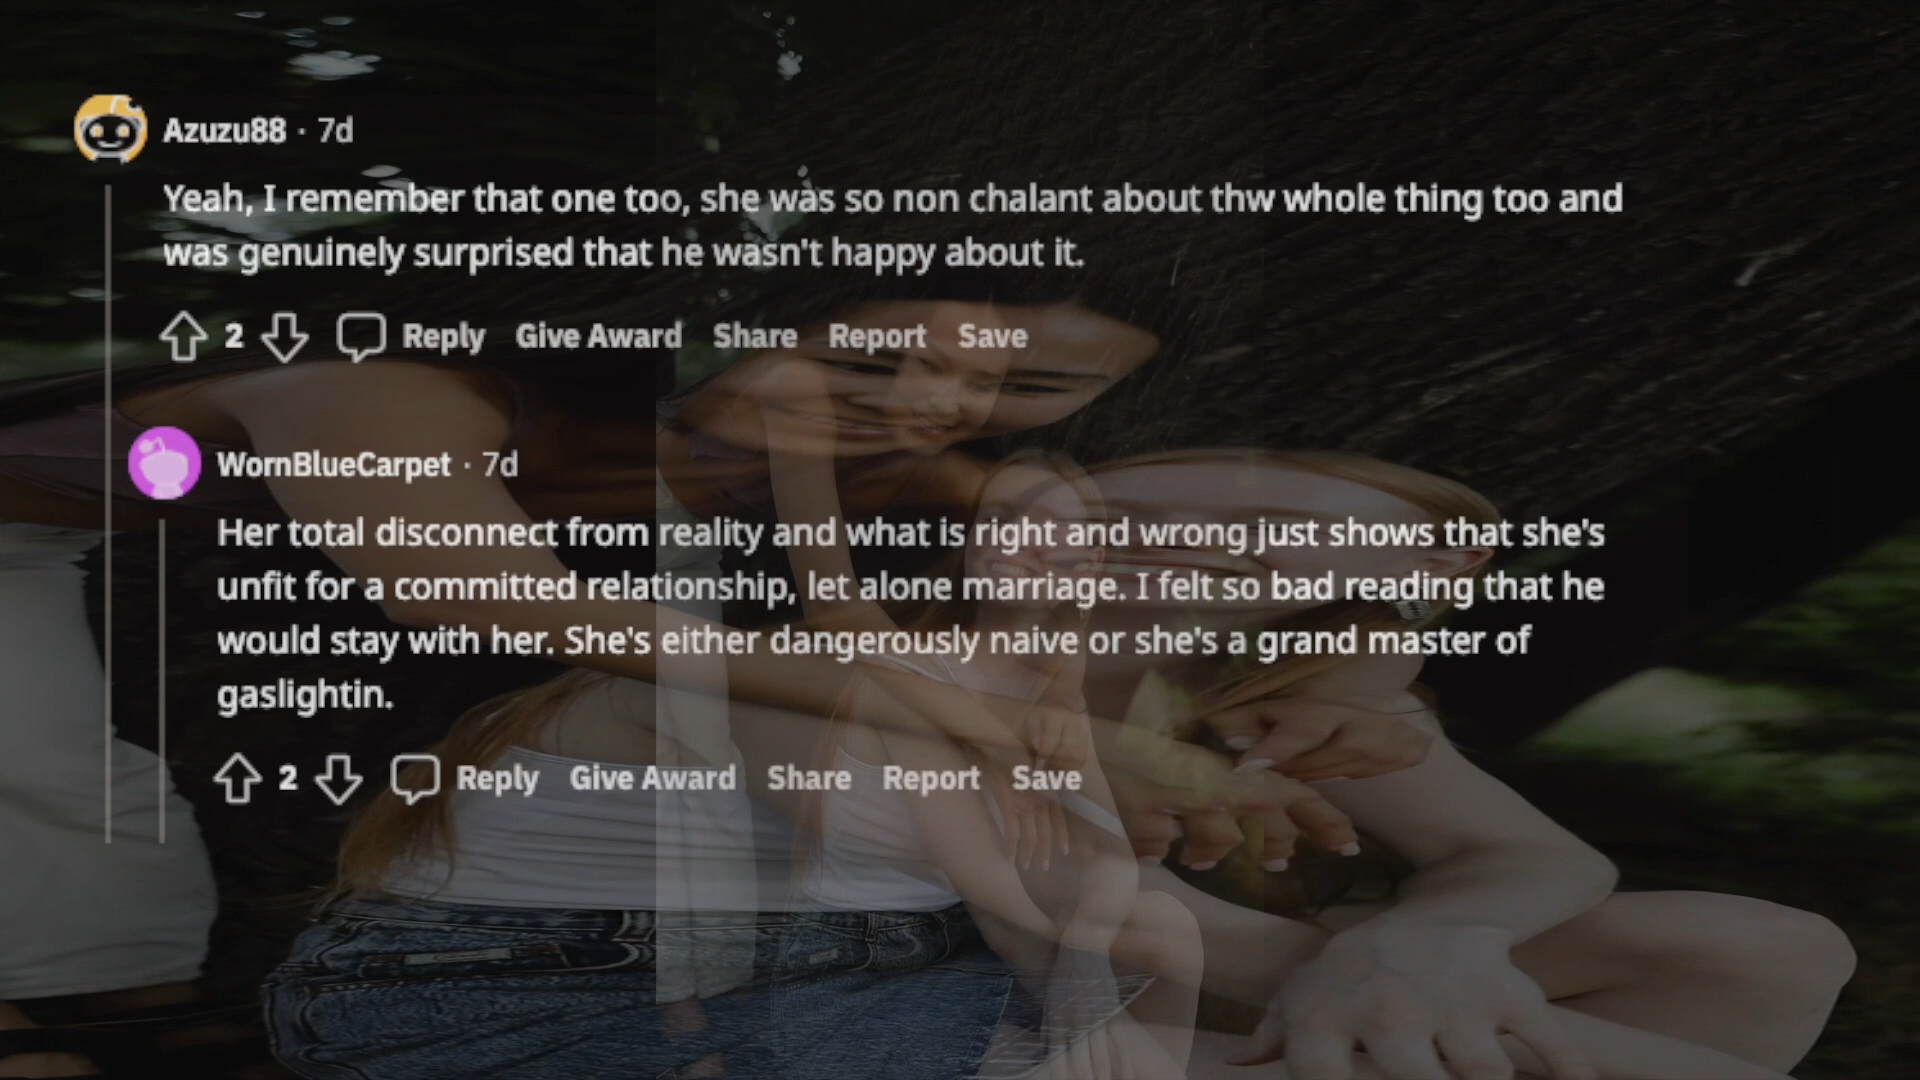 Azuzu88 · 7d
Yeah, I remember that one too, she was so non chalant about thw whole thing too and
was genuinely surprised that he wasn't happy about it.
2 Reply Give Award Share Report Save
WornBlueCarpet · 7d
Her total disconnect from reality and what is right and wrong just shows that she's
unfit for a committed relationship, let alone marriage. I felt so bad reading that he
would stay with her. She's either dangerously naive or she's a grand master of
gaslightin.
2 Reply Give Award Share Report Save